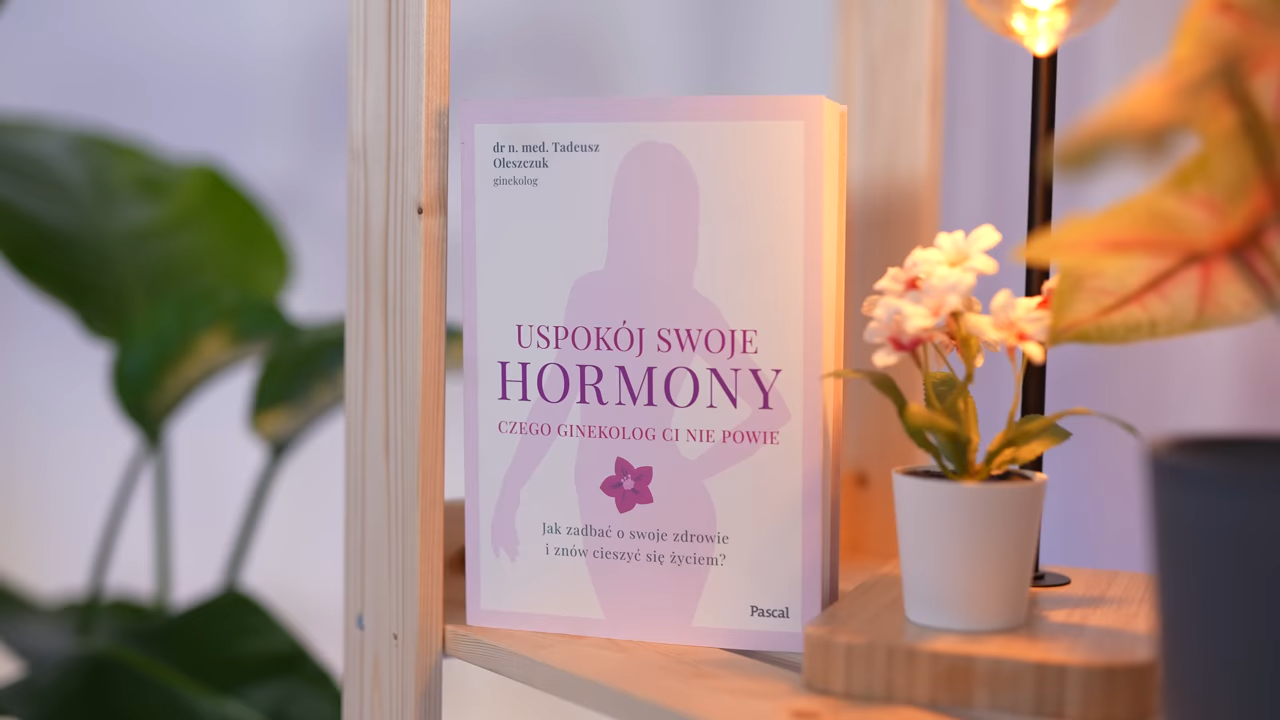 dr n. med. Tadeusz
Oleszczuk
ginekolog
USPOKÓJ SWOJE
HORMONY
CZEGO GINEKOLOG CI NIE POWIE
Jak zadbać o swoje zdrowie
i znów cieszyć się życiem?
Pascal